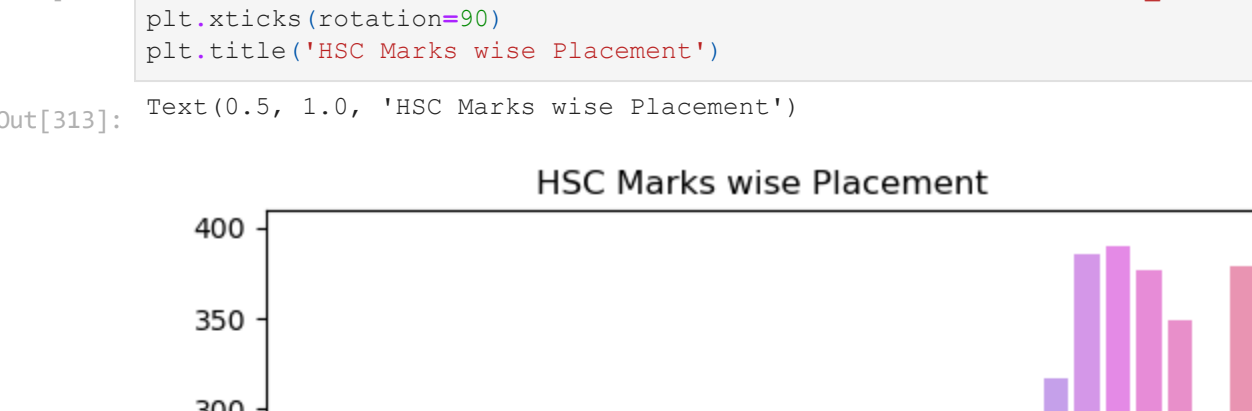 plt.xticks(rotation=90)
plt.title('HSC Marks wise Placement')
Out[313]:
Text(0.5, 1.0, 'HSC Marks wise Placement')
HSC Marks wise Placement
400
350
300